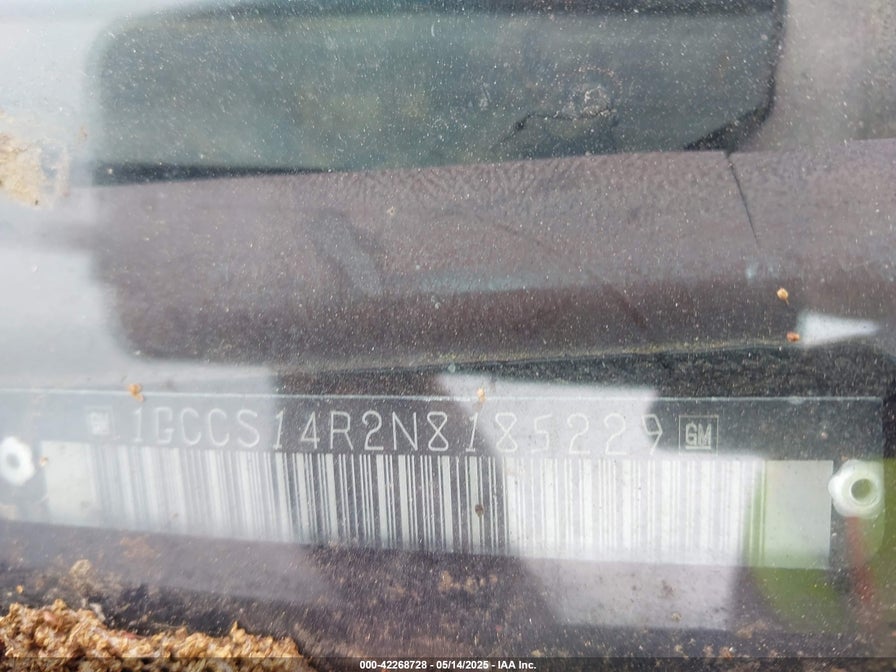 GM 1GCCS14R2N8185229 GM
000-42268728 - 05/14/2025 - IAA Inc.